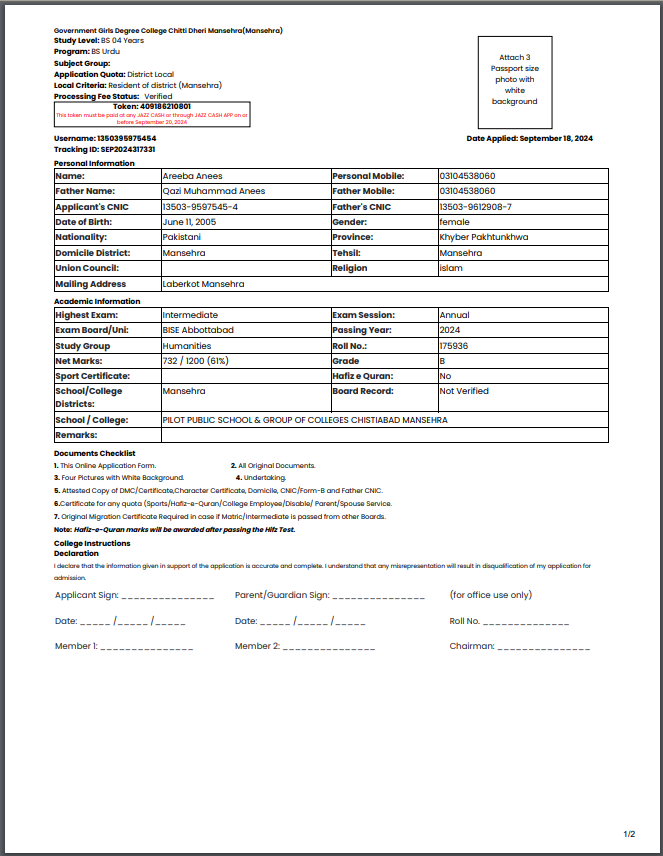 Government Girls Degree College Chitti Dheri Mansehra(Mansehra)
Study Level: BS 04 Years
Program: BS Urdu
Subject Group:
Application Quota: District Local
Local Criteria: Resident of district (Mansehra)
Processing Fee Status: Verified
Token: 409186210801
This token must be paid at any JAZZ CASH or through JAZZ CASH APP on or
before September 20, 2024
Attach 3
Passport size
photo with
white
background
Username: 1350395975454
Date Applied: September 18, 2024
Tracking ID: SEP2024317331
Personal Information
Name: Areeba Anees Personal Mobile: 03104538060
Father Name: Qazi Muhammad Anees Father Mobile: 03104538060
Applicant's CNIC 13503-9597545-4 Father's CNIC 13503-9612908-7
Date of Birth: June 11, 2005 Gender: female
Nationality: Pakistani Province: Khyber Pakhtunkhwa
Domicile District: Mansehra Tehsil: Mansehra
Union Council: Religion islam
Mailing Address Laberkot Mansehra
Academic Information
Highest Exam: Intermediate Exam Session: Annual
Exam Board/Uni: BISE Abbottabad Passing Year: 2024
Study Group Humanities Roll No.: 175936
Net Marks: 732 / 1200 (61%) Grade B
Sport Certificate: Hafiz e Quran: No
School/College Mansehra Board Record: Not Verified
Districts:
School / College: PILOT PUBLIC SCHOOL & GROUP OF COLLEGES CHISTIABAD MANSEHRA
Remarks:
Documents Checklist
1. This Online Application Form. 2. All Original Documents.
3. Four Pictures with White Background. 4. Undertaking.
5. Attested Copy of DMC/Certificate,Character Certificate, Domicile, CNIC/Form-B and Father CNIC.
6.Certificate for any quota (Sports/Hafiz-e-Quran/College Employee/Disable/ Parent/Spouse Service.
7. Original Migration Certificate Required in case if Matric/Intermediate is passed from other Boards.
Note: Hafiz-e-Quran marks will be awarded after passing the Hifz Test.
College Instructions
Declaration
I declare that the information given in support of the application is accurate and complete. I understand that any misrepresentation will result in disqualification of my application for
admission.
Applicant Sign: _______________ Parent/Guardian Sign: _______________ (for office use only)
Date: _____ /_____ /_____ Date: _____ /_____ /_____ Roll No. ______________
Member 1: _______________ Member 2: _______________ Chairman: _______________
1/2